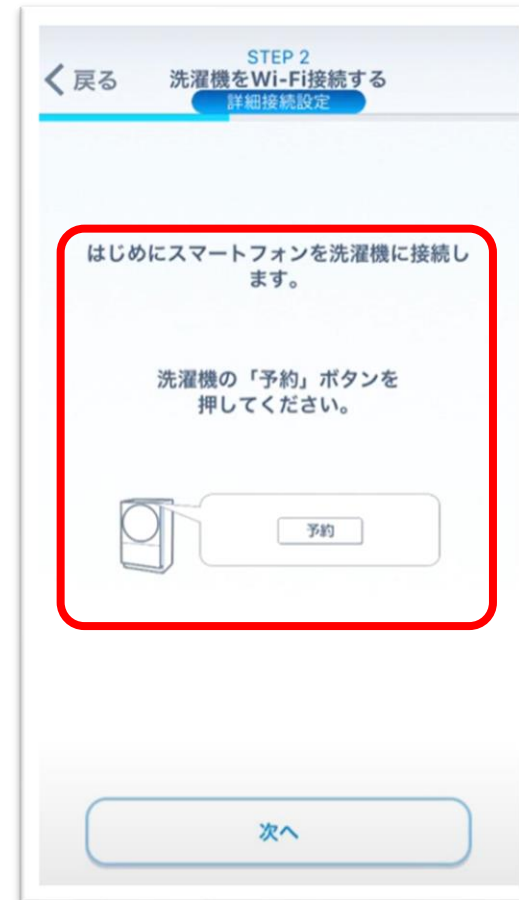 STEP 2
戻る
洗濯機をWi-Fi接続する
詳細接続設定
はじめにスマートフォンを洗濯機に接続し
ます。
洗濯機の「予約」ボタンを
押してください。
予約
次へ